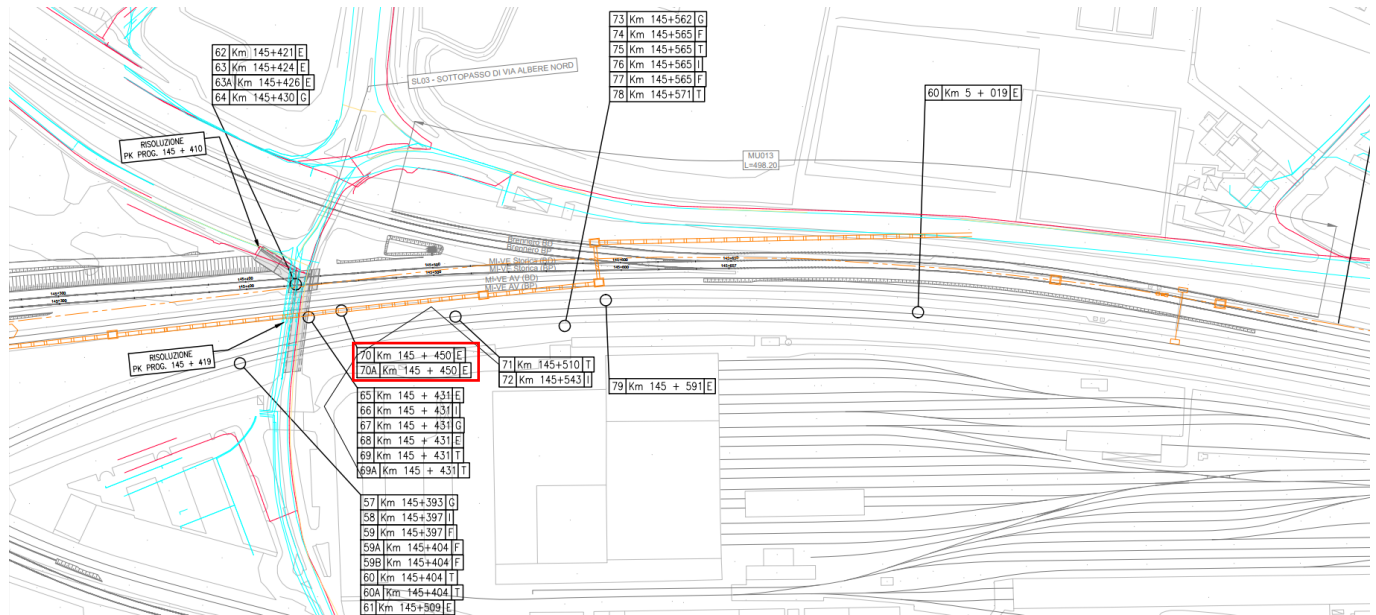 62 Km 145+421 E
63 Km 145+424 E
63A Km 145+426 E
64 Km 145+430 G
SL03 - SOTTOPASSO DI VIA ALBERE NORD
73 Km 145+562 G
74 Km 145+565 F
75 Km 145+565 T
76 Km 145+565 I
77 Km 145+565 F
78 Km 145+571 T
60 Km 5 + 019 E
RISOLUZIONE
PK PROG. 145 + 410
MU013
L=498.20
Brennero BD
Brennero BP
MI-VE Storica (BD)
MI-VE Storica (BP)
MI-VE AV (BD)
MI-VE AV (BP)
RISOLUZIONE
PK PROG. 145 + 419
70 Km 145 + 450 E
70A Km 145 + 450 E
71 Km 145+510 T
72 Km 145+543 I
79 Km 145 + 591 E
65 Km 145 + 431 E
66 Km 145 + 431 I
67 Km 145 + 431 G
68 Km 145 + 431 E
69 Km 145 + 431 T
69A Km 145 + 431 T
57 Km 145+393 G
58 Km 145+397 I
59 Km 145+397 F
59A Km 145+404 F
59B Km 145+404 F
60 Km 145+404 T
60A Km 145+404 T
61 Km 145+509 E